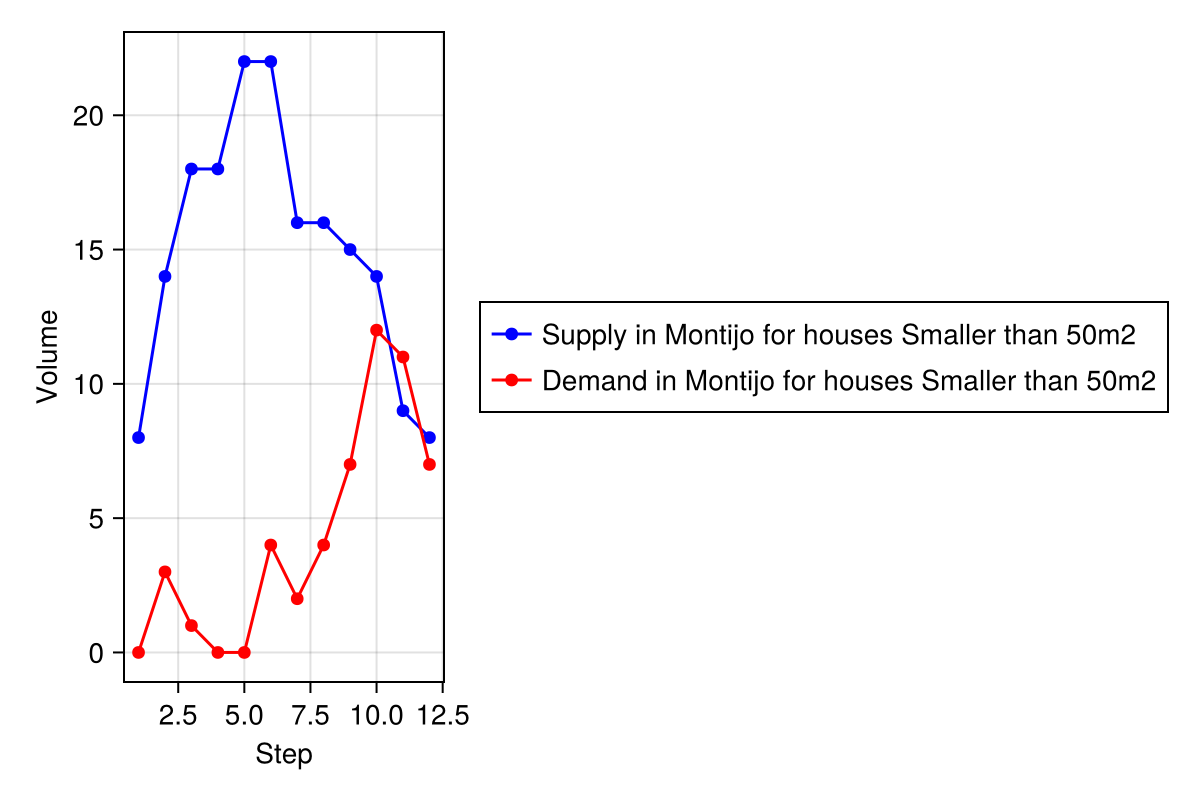 20
15
10
5
0
Volume
2.5 5.0 7.5 10.0 12.5
Step
Supply in Montijo for houses Smaller than 50m2
Demand in Montijo for houses Smaller than 50m2